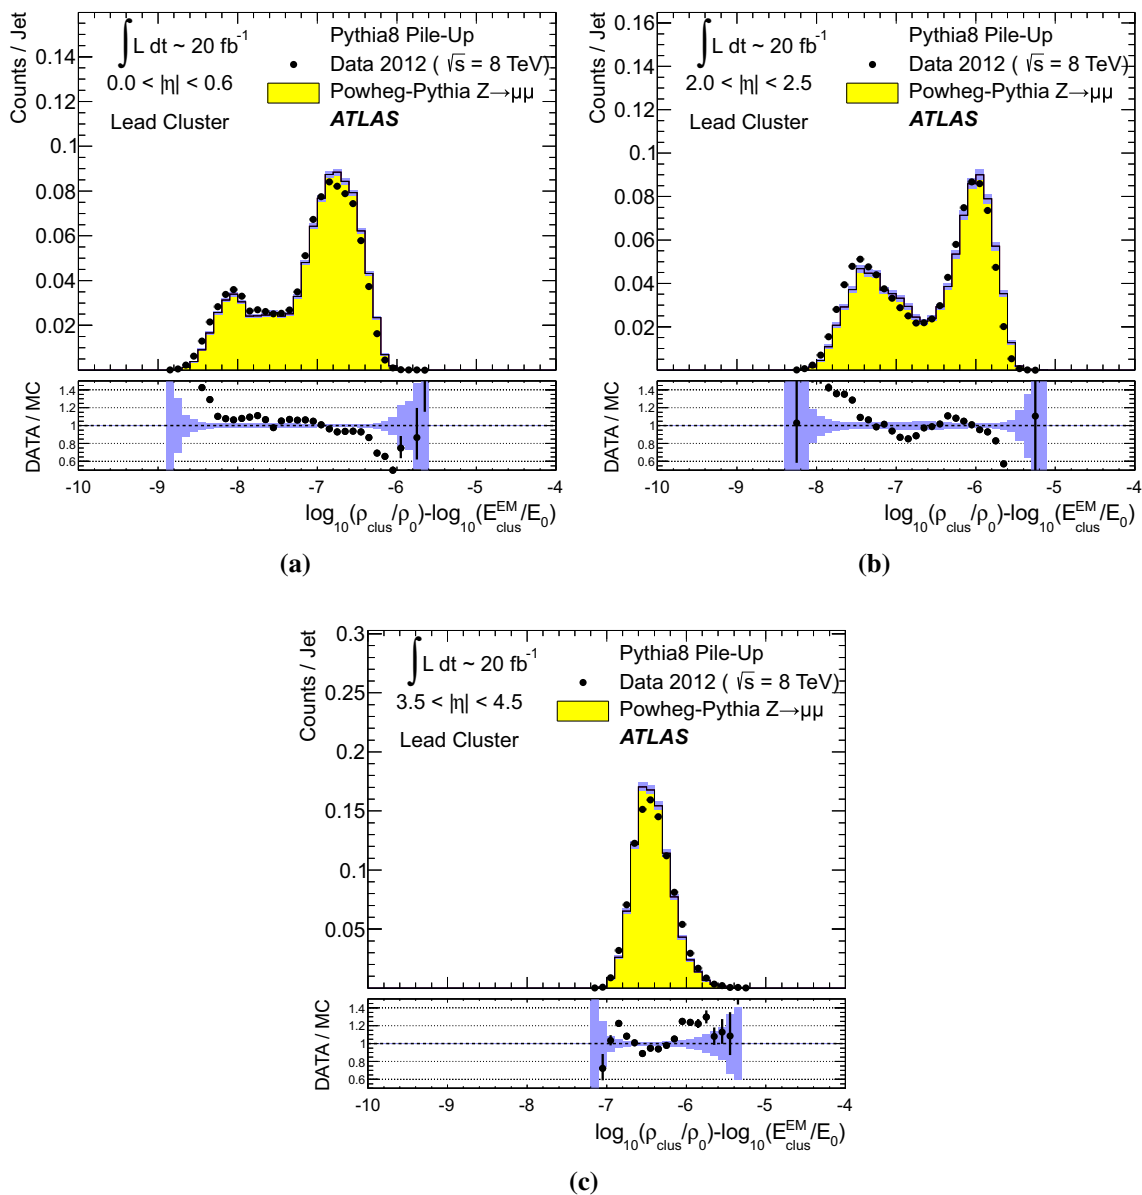 ∫ L dt ~ 20 fb⁻¹
0.0 < |η| < 0.6
Lead Cluster
Pythia8 Pile-Up
Data 2012 ( √s = 8 TeV)
Powheg-Pythia Z→μμ
ATLAS
Counts / Jet
0.14
0.12
0.1
0.08
0.06
0.04
0.02
DATA / MC
1.4
1.2
1
0.8
0.6
-10 -9 -8 -7 -6 -5 -4
log₁₀(ρ_clus/ρ₀)-log₁₀(E_clus^EM/E₀)
(a)
∫ L dt ~ 20 fb⁻¹
2.0 < |η| < 2.5
Lead Cluster
Pythia8 Pile-Up
Data 2012 ( √s = 8 TeV)
Powheg-Pythia Z→μμ
ATLAS
Counts / Jet
0.16
0.14
0.12
0.1
0.08
0.06
0.04
0.02
DATA / MC
1.4
1.2
1
0.8
0.6
-10 -9 -8 -7 -6 -5 -4
log₁₀(ρ_clus/ρ₀)-log₁₀(E_clus^EM/E₀)
(b)
∫ L dt ~ 20 fb⁻¹
3.5 < |η| < 4.5
Lead Cluster
Pythia8 Pile-Up
Data 2012 ( √s = 8 TeV)
Powheg-Pythia Z→μμ
ATLAS
Counts / Jet
0.3
0.25
0.2
0.15
0.1
0.05
DATA / MC
1.4
1.2
1
0.8
0.6
-10 -9 -8 -7 -6 -5 -4
log₁₀(ρ_clus/ρ₀)-log₁₀(E_clus^EM/E₀)
(c)